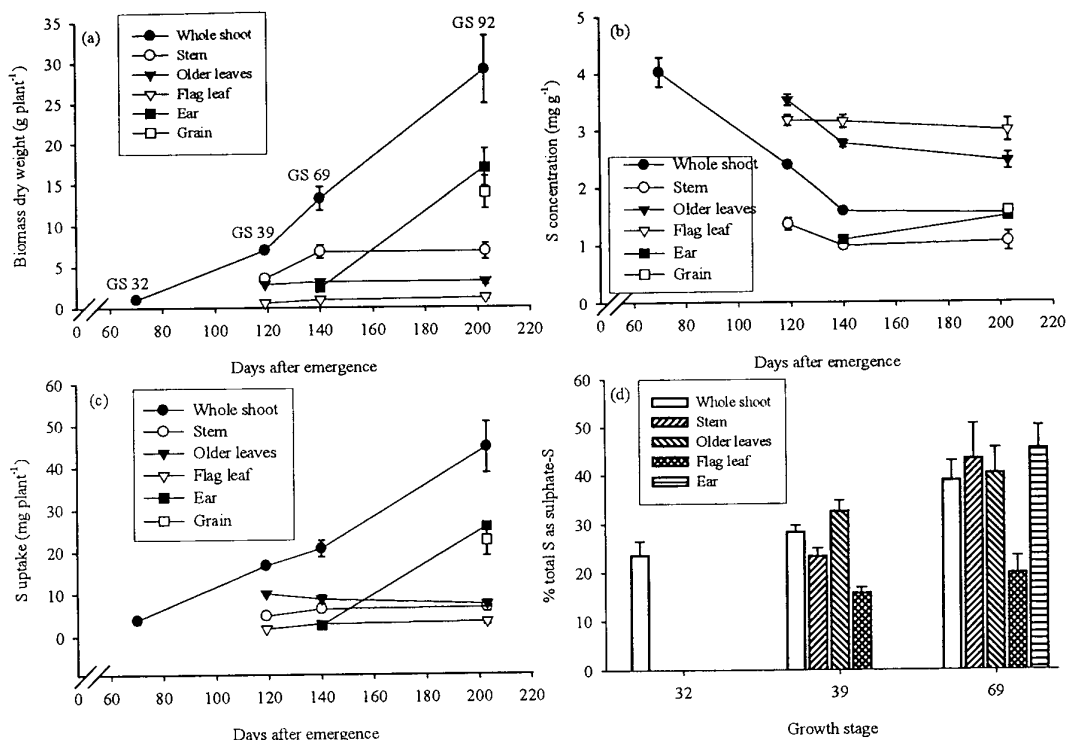 (a)
GS 92
Whole shoot
Stem
Older leaves
Flag leaf
Ear
Grain
GS 69
GS 39
GS 32
35
30
25
20
15
10
5
0
Biomass dry weight (g plant⁻¹)
0 60 80 100 120 140 160 180 200 220
Days after emergence
(b)
5
4
3
2
1
0
S concentration (mg g⁻¹)
Whole shoot
Stem
Older leaves
Flag leaf
Ear
Grain
0 60 80 100 120 140 160 180 200 220
Days after emergence
(c)
60
50
40
30
20
10
0
S uptake (mg plant⁻¹)
Whole shoot
Stem
Older leaves
Flag leaf
Ear
Grain
0 60 80 100 120 140 160 180 200 220
Days after emergence
(d)
60
50
40
30
20
10
0
% total S as sulphate-S
Whole shoot
Stem
Older leaves
Flag leaf
Ear
32 39 69
Growth stage